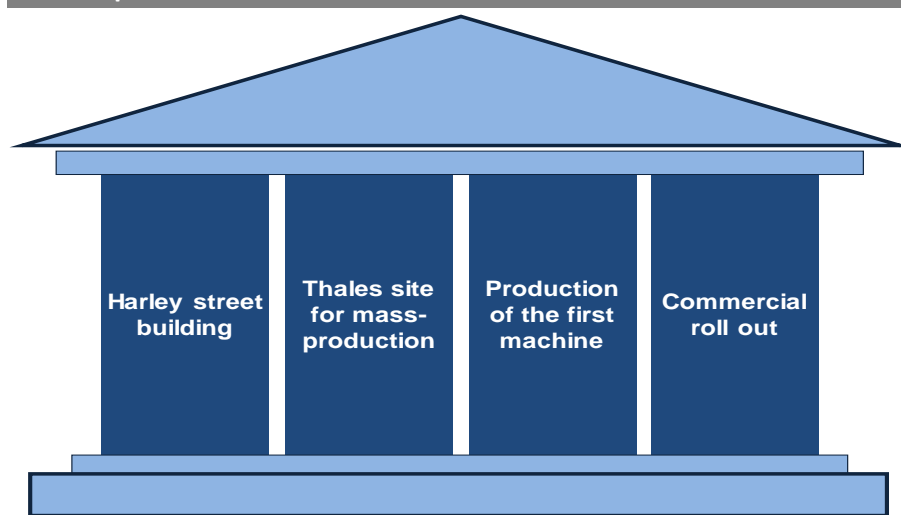 Harley street
building
Thales site
for mass-
production
Production
of the first
machine
Commercial
roll out